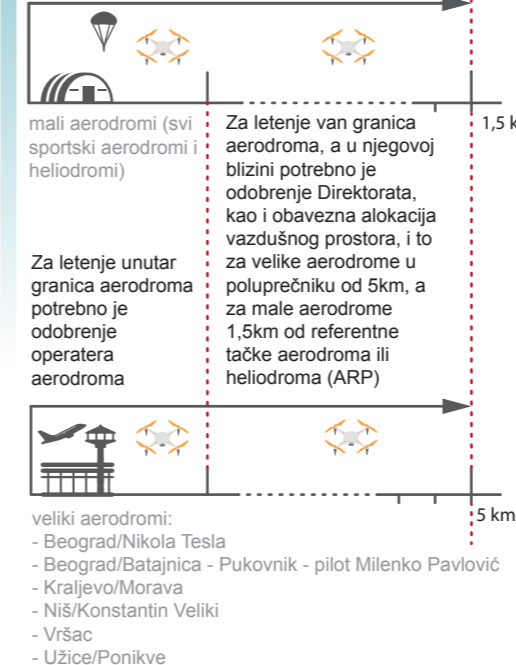 mali aerodromi (svi
sportski aerodromi i
heliodromi)
Za letenje unutar
granica aerodroma
potrebno je
odobrenje
operatera
aerodroma
Za letenje van granica
aerodroma, a u njegovoj
blizini potrebno je
odobrenje Direktorata,
kao i obavezna alokacija
vazdušnog prostora, i to
za velike aerodrome u
poluprečniku od 5km, a
za male aerodrome
1,5km od referentne
tačke aerodroma ili
heliodroma (ARP)
1,5 k
5 km
veliki aerodromi:
- Beograd/Nikola Tesla
- Beograd/Batajnica - Pukovnik - pilot Milenko Pavlović
- Kraljevo/Morava
- Niš/Konstantin Veliki
- Vršac
- Užice/Ponikve